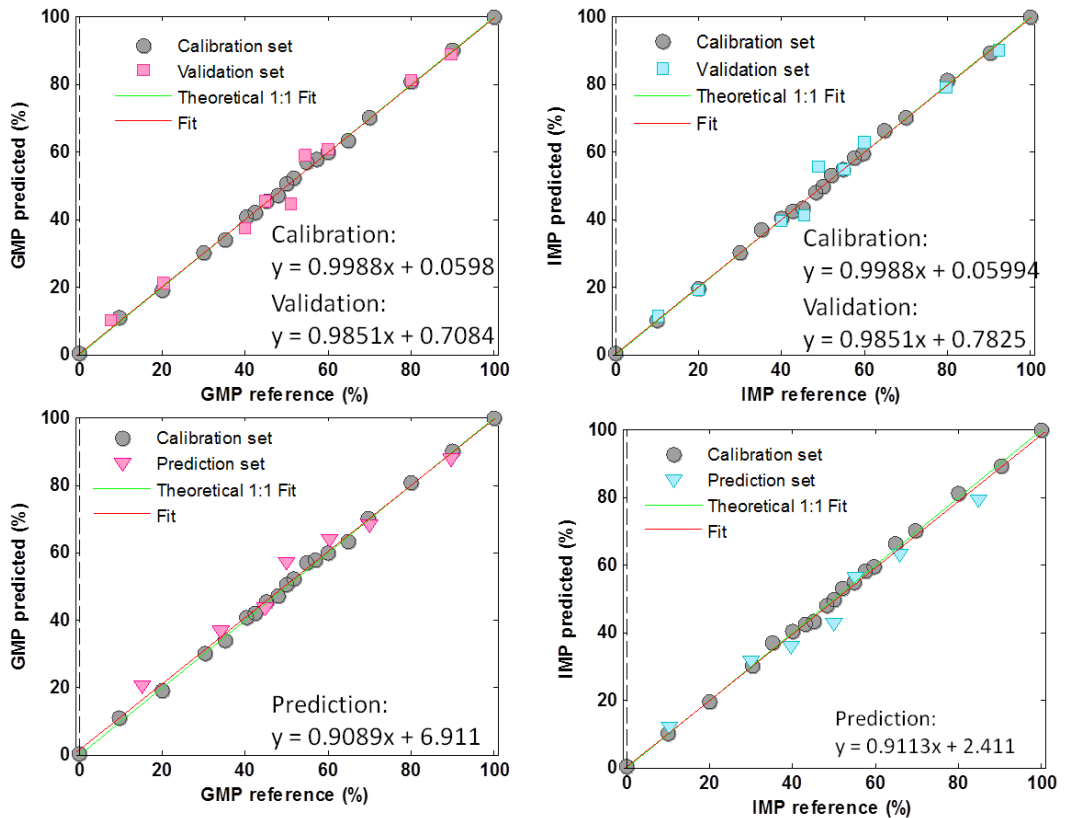 100
80
60
40
20
0
GMP predicted (%)
Calibration set
Validation set
Theoretical 1:1 Fit
Fit
Calibration:
y = 0.9988x + 0.0598
Validation:
y = 0.9851x + 0.7084
0 20 40 60 80 100
GMP reference (%)
100
80
60
40
20
0
IMP predicted (%)
Calibration set
Validation set
Theoretical 1:1 Fit
Fit
Calibration:
y = 0.9988x + 0.05994
Validation:
y = 0.9851x + 0.7825
0 20 40 60 80 100
IMP reference (%)
100
80
60
40
20
0
GMP predicted (%)
Calibration set
Prediction set
Theoretical 1:1 Fit
Fit
Prediction:
y = 0.9089x + 6.911
0 20 40 60 80 100
GMP reference (%)
100
80
60
40
20
0
IMP predicted (%)
Calibration set
Prediction set
Theoretical 1:1 Fit
Fit
Prediction:
y = 0.9113x + 2.411
0 20 40 60 80 100
IMP reference (%)